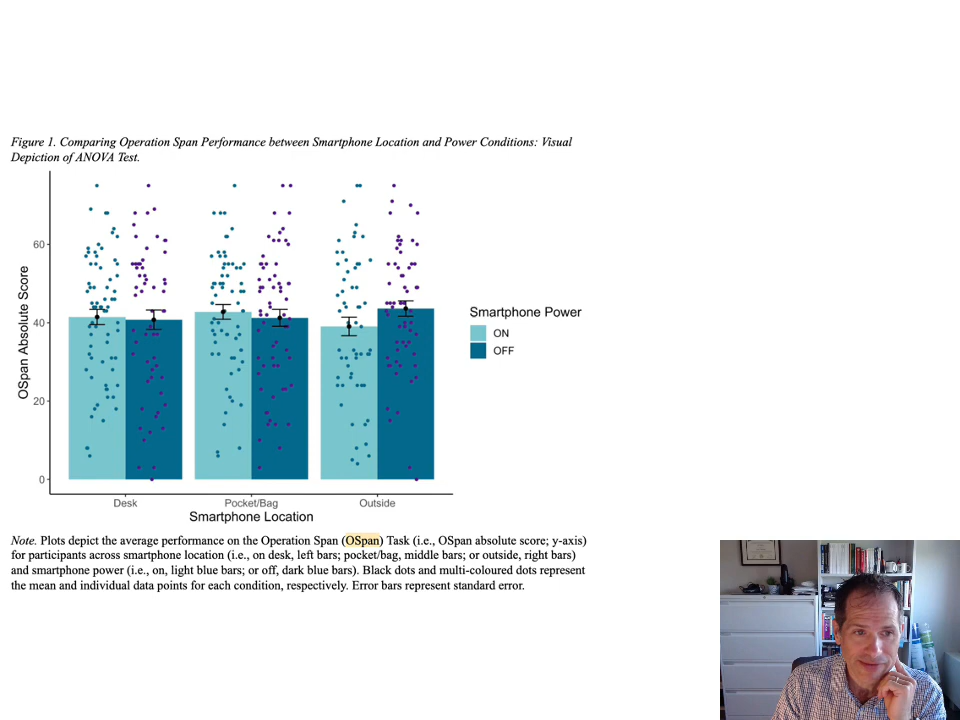 Figure 1. Comparing Operation Span Performance between Smartphone Location and Power Conditions: Visual
Depiction of ANOVA Test.
OSpan Absolute Score
60
40
20
0
Desk
Pocket/Bag
Outside
Smartphone Location
Smartphone Power
ON
OFF
Note. Plots depict the average performance on the Operation Span (OSpan) Task (i.e., OSpan absolute score; y-axis)
for participants across smartphone location (i.e., on desk, left bars; pocket/bag, middle bars; or outside, right bars)
and smartphone power (i.e., on, light blue bars; or off, dark blue bars). Black dots and multi-coloured dots represent
the mean and individual data points for each condition, respectively. Error bars represent standard error.